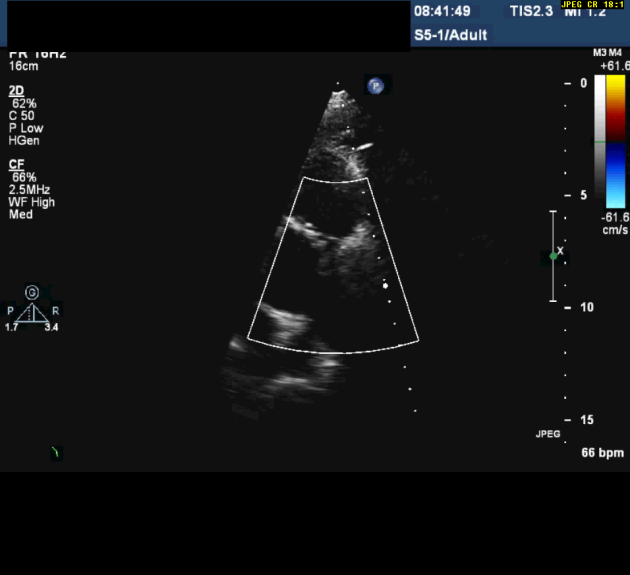 JPEG CR 18:1
08:41:49 TIS2.3 MI 1.2
S5-1/Adult
FR 16Hz
16cm
2D
62%
C 50
P Low
HGen
CF
66%
2.5MHz
WF High
Med
P
M3 M4
+61.6
-61.6
cm/s
0
5
10
15
X
G
P R
1.7 3.4
JPEG
66 bpm